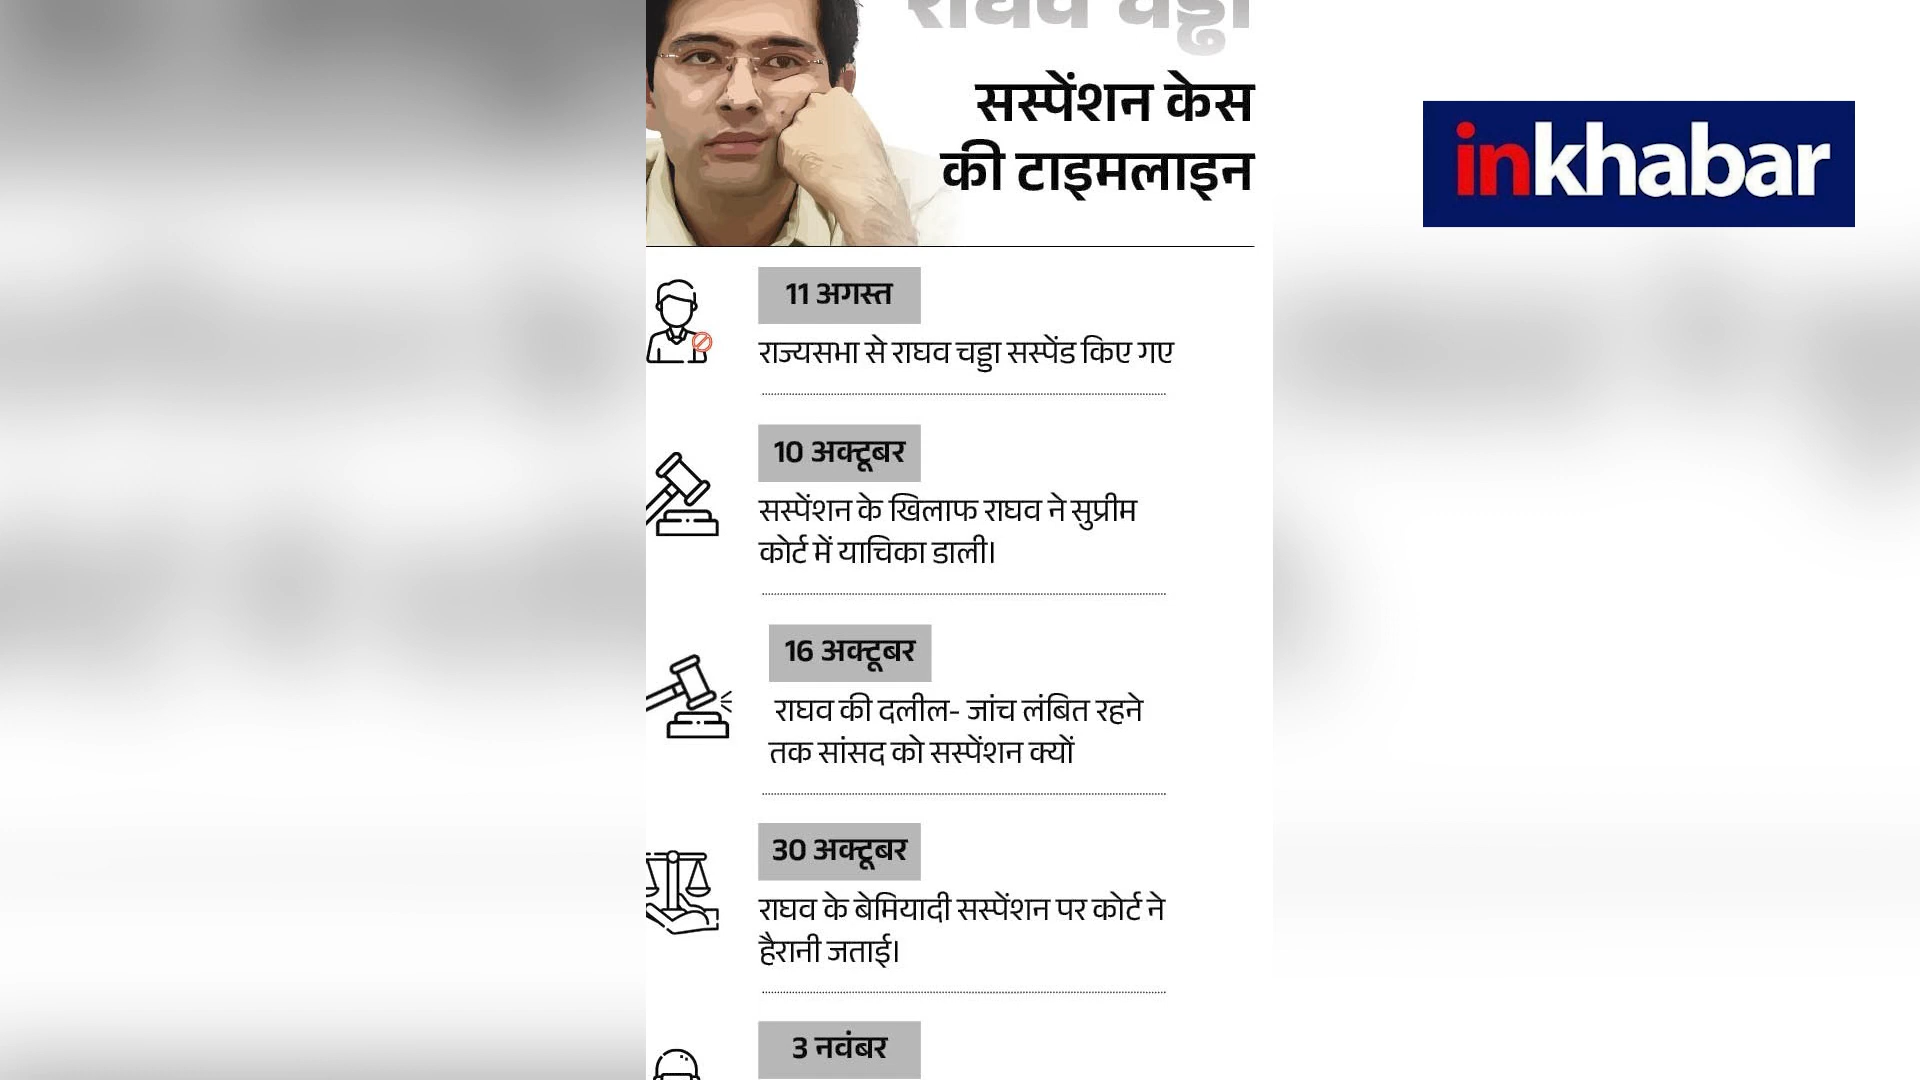 राघव चड्ढा
सस्पेंशन केस
की टाइमलाइन
inkhabar
11 अगस्त
राज्यसभा से राघव चड्डा सस्पेंड किए गए
10 अक्टूबर
सस्पेंशन के खिलाफ राघव ने सुप्रीम
कोर्ट में याचिका डाली।
16 अक्टूबर
राघव की दलील- जांच लंबित रहने
तक सांसद को सस्पेंशन क्यों
30 अक्टूबर
राघव के बेमियादी सस्पेंशन पर कोर्ट ने
हैरानी जताई।
3 नवंबर